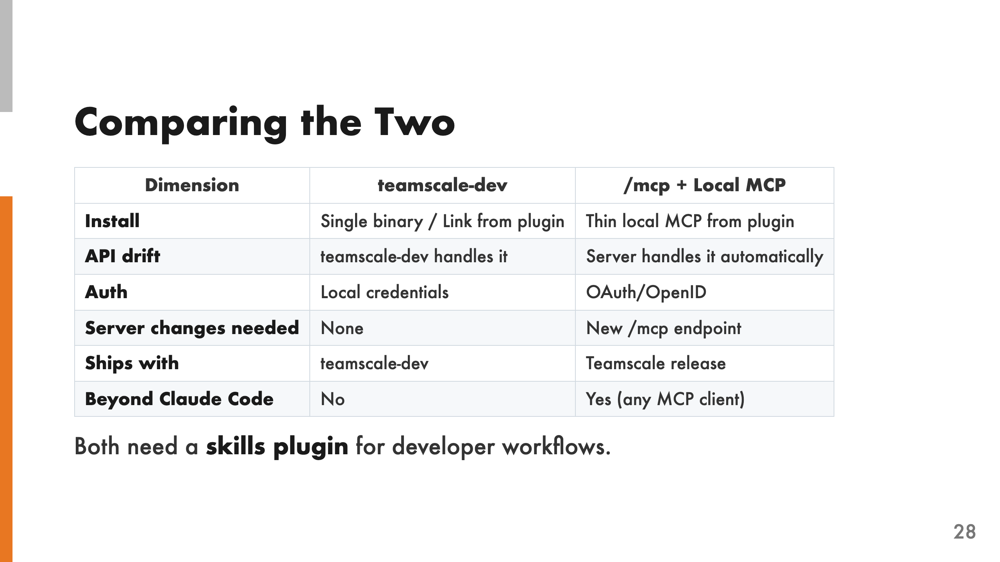 Comparing the Two
Dimension teamscale-dev /mcp + Local MCP
Install Single binary / Link from plugin Thin local MCP from plugin
API drift teamscale-dev handles it Server handles it automatically
Auth Local credentials OAuth/OpenID
Server changes needed None New /mcp endpoint
Ships with teamscale-dev Teamscale release
Beyond Claude Code No Yes (any MCP client)
Both need a skills plugin for developer workflows.
28